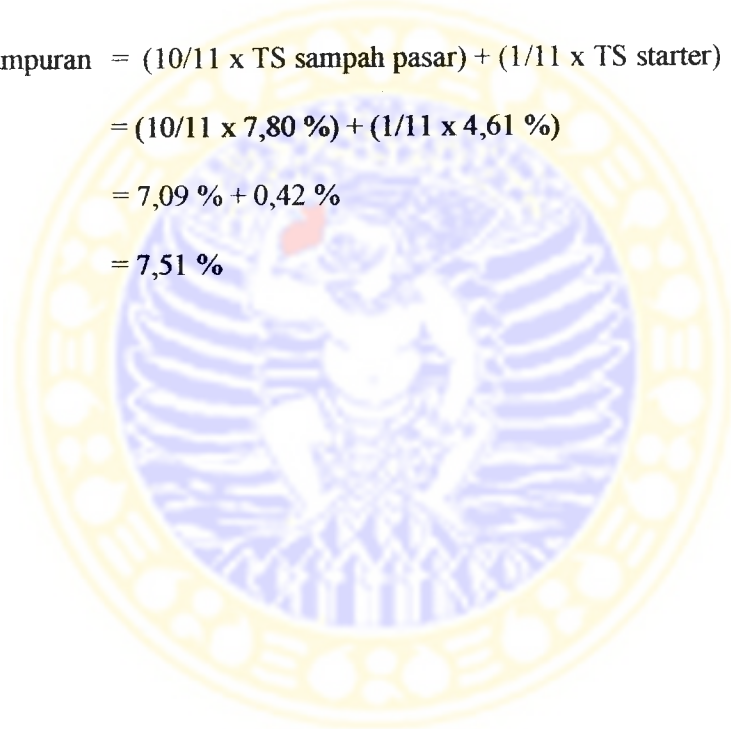 mpuran = (10/11 x TS sampah pasar) + (1/11 x TS starter)
= (10/11 x 7,80 %) + (1/11 x 4,61 %)
= 7,09 % + 0,42 %
= 7,51 %